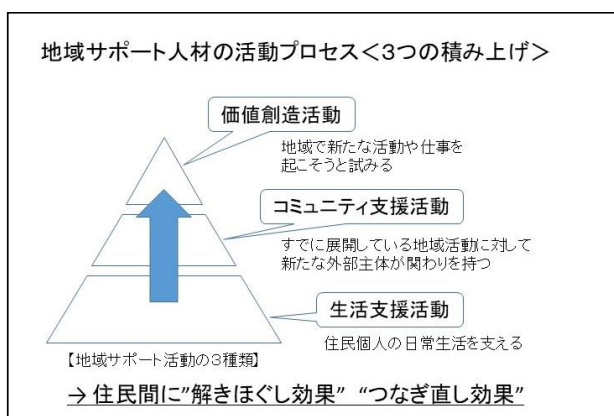 地域サポート人材の活動プロセス＜3つの積み上げ＞
価値創造活動
地域で新たな活動や仕事を
起こそうと試みる
コミュニティ支援活動
すでに展開している地域活動に対して
新たな外部主体が関わりを持つ
生活支援活動
住民個人の日常生活を支える
【地域サポート活動の3種類】
→ 住民間に”解きほぐし効果” “つなぎ直し効果”